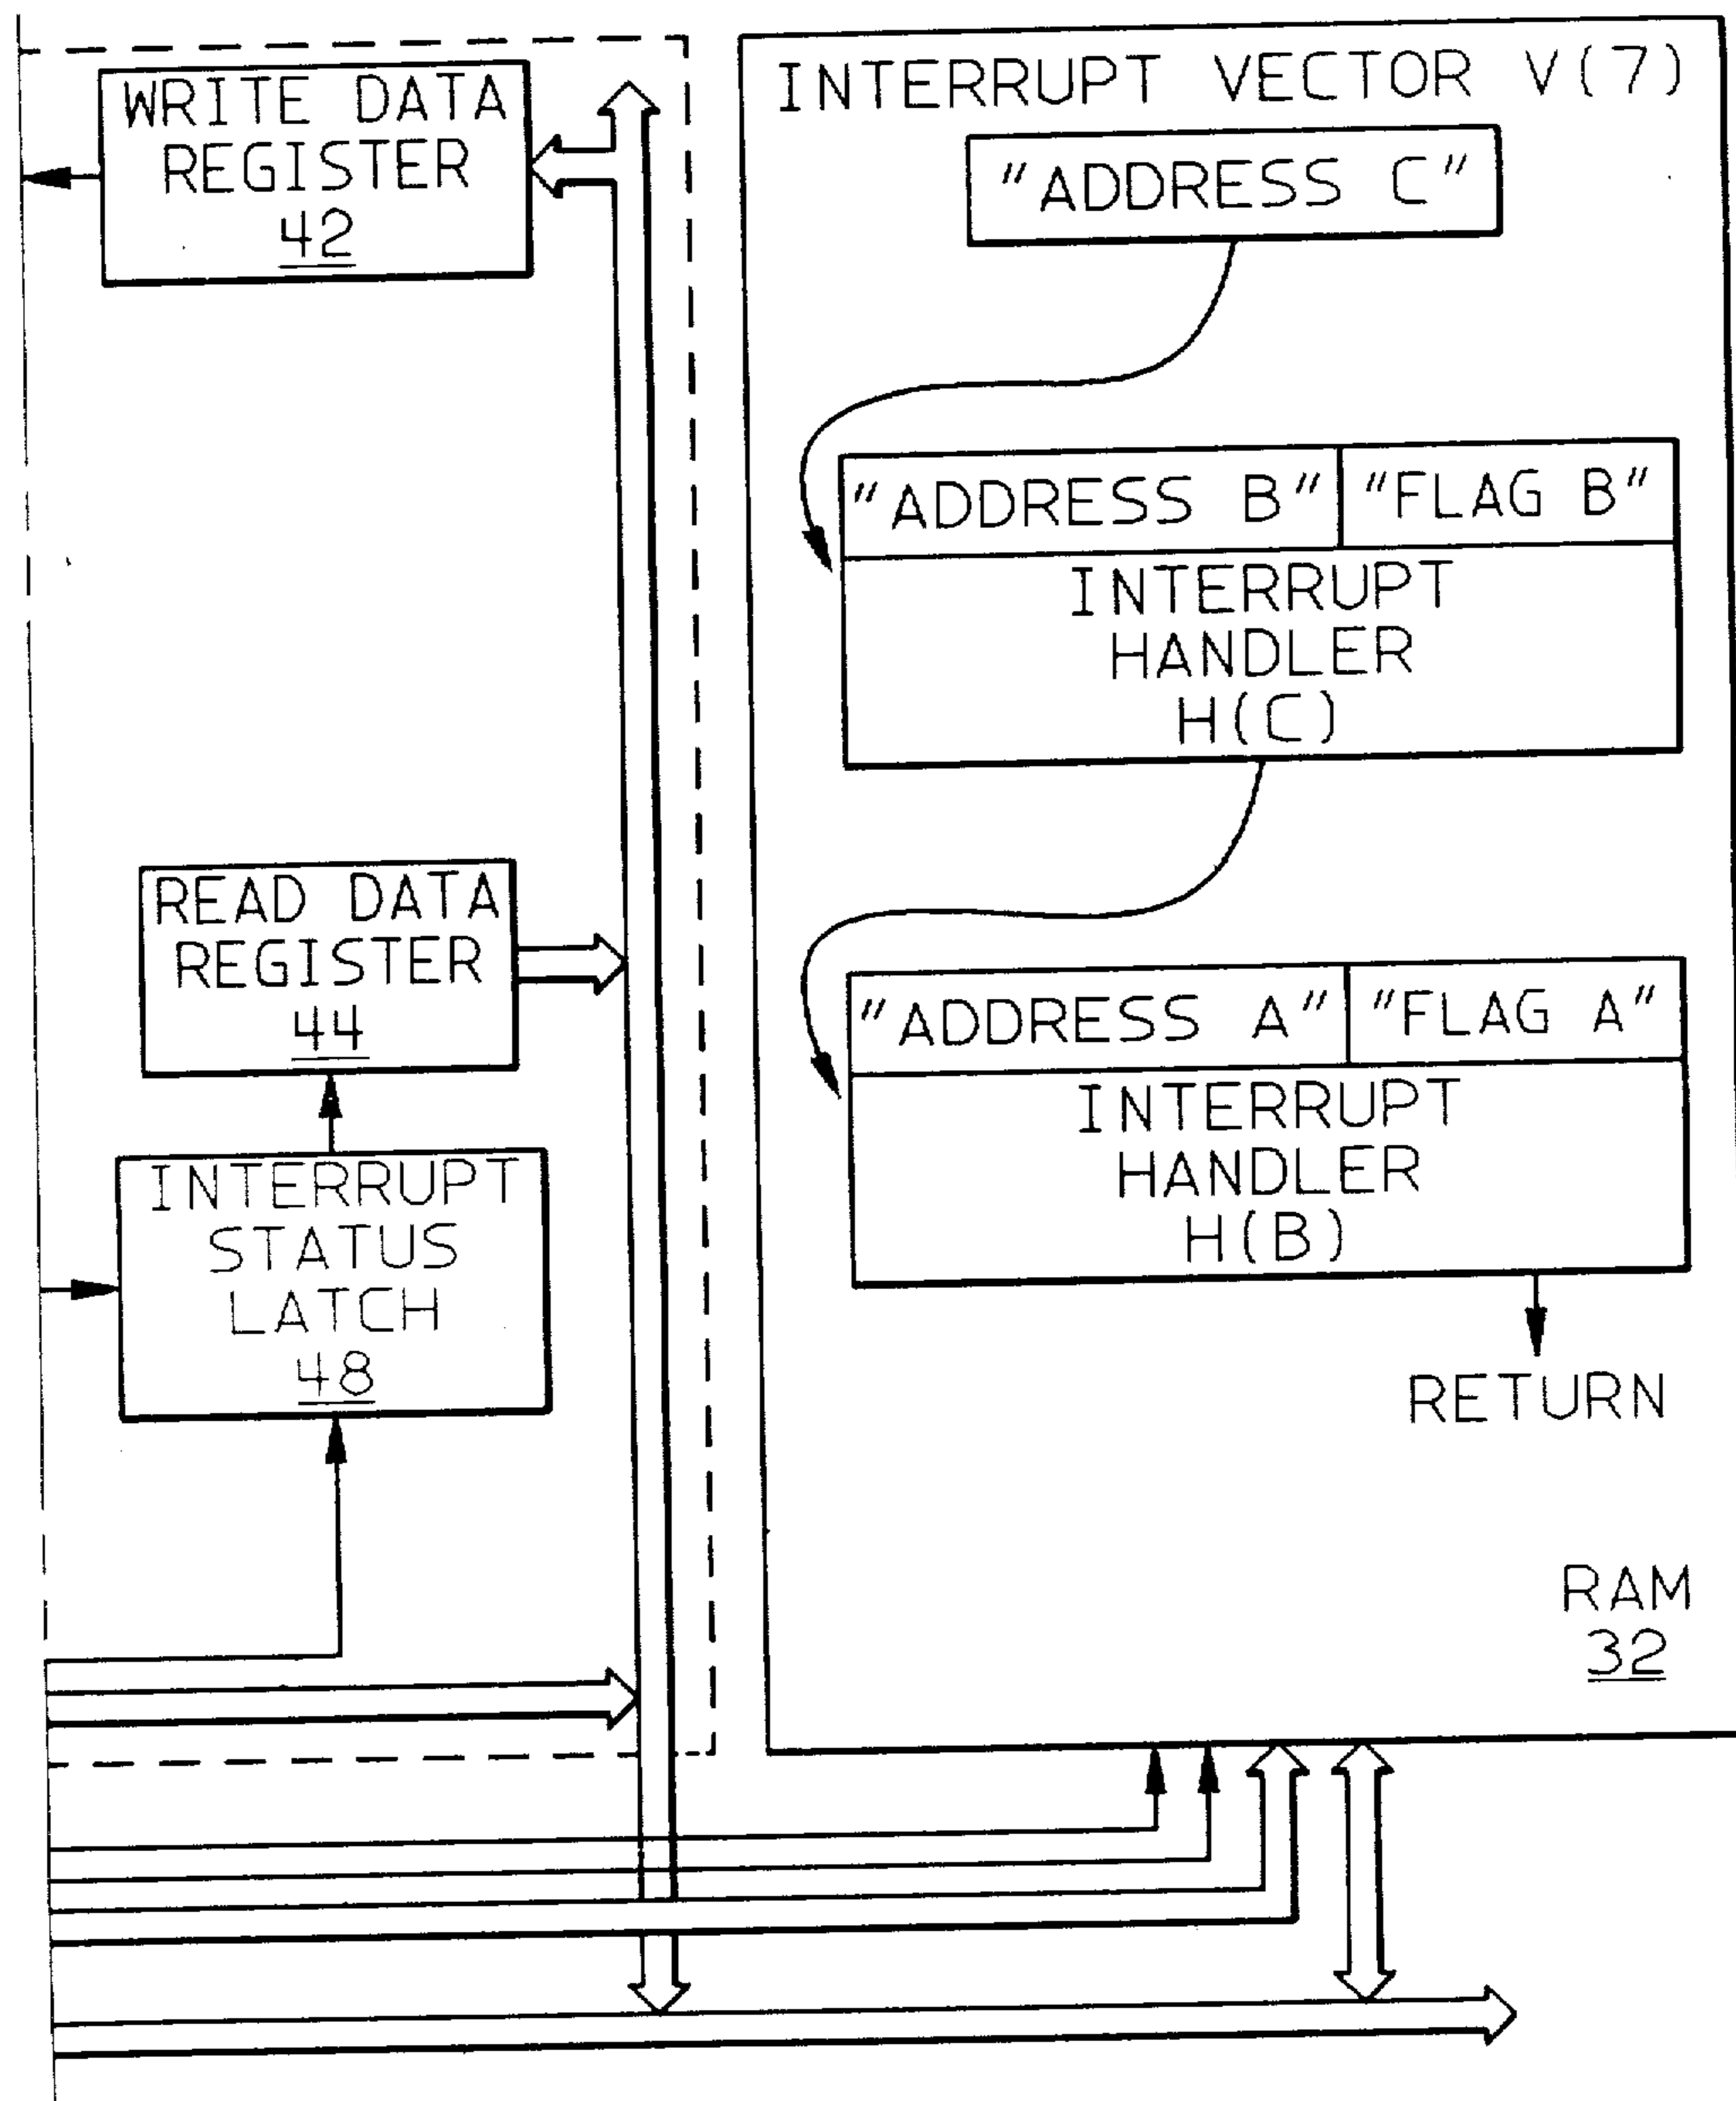 WRITE DATA
REGISTER
42
READ DATA
REGISTER
44
INTERRUPT
STATUS
LATCH
48
INTERRUPT VECTOR V(7)
"ADDRESS C"
"ADDRESS B" "FLAG B"
INTERRUPT
HANDLER
H(C)
"ADDRESS A" "FLAG A"
INTERRUPT
HANDLER
H(B)
RETURN
RAM
32